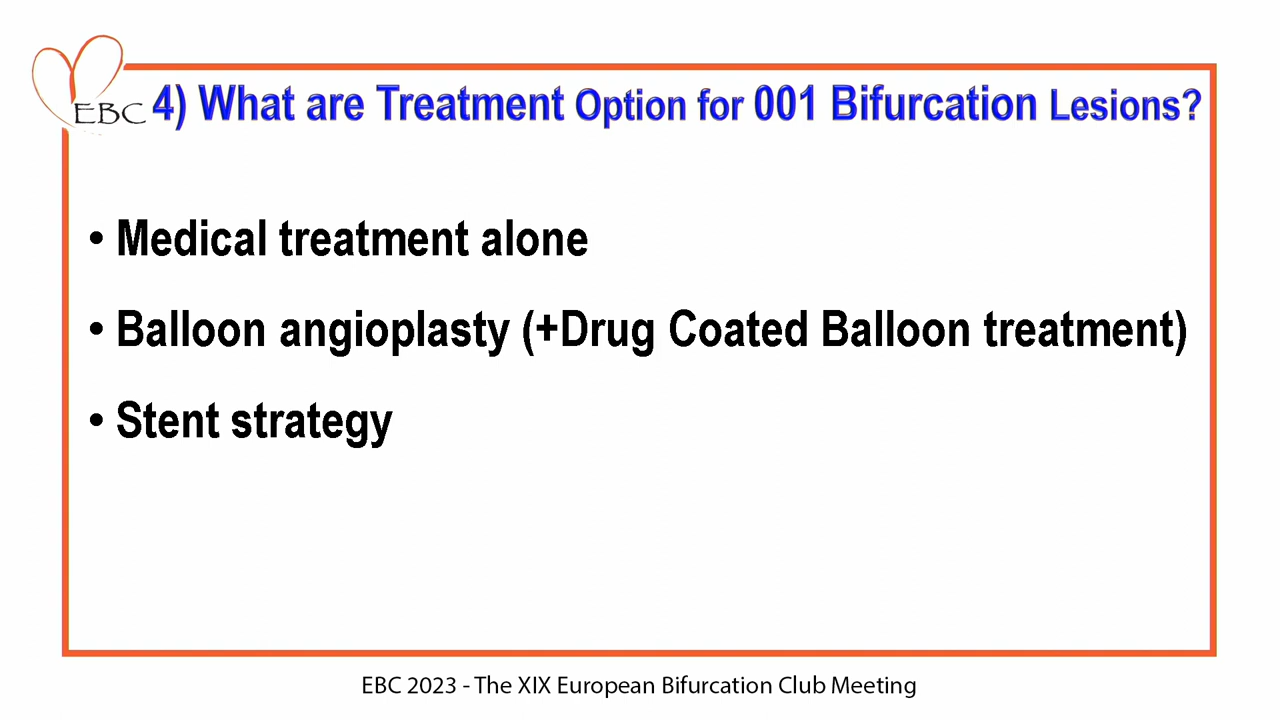 EBC
4) What are Treatment Option for 001 Bifurcation Lesions?
• Medical treatment alone
• Balloon angioplasty (+Drug Coated Balloon treatment)
• Stent strategy
EBC 2023 - The XIX European Bifurcation Club Meeting